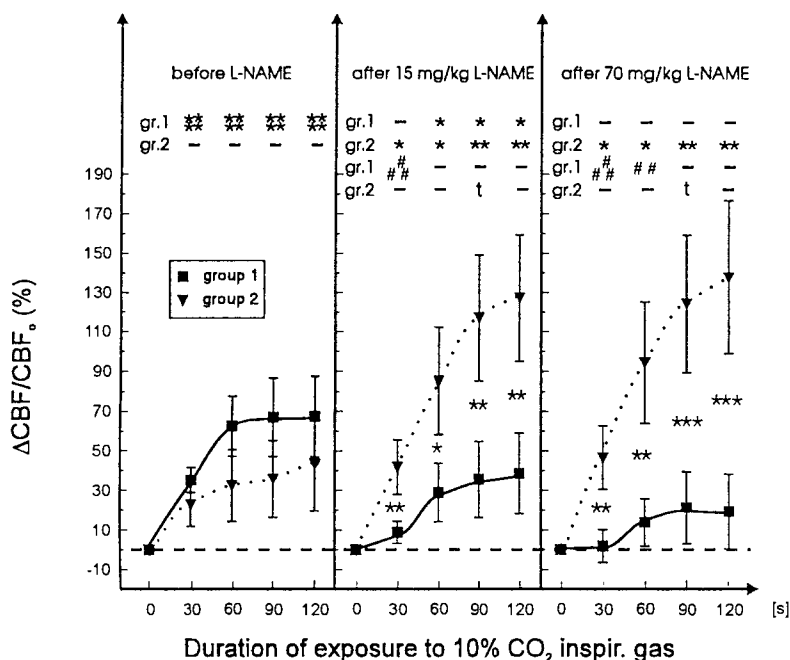 before L-NAME after 15 mg/kg L-NAME after 70 mg/kg L-NAME
gr.1 gr.1 – * * * gr.1 – – – –
gr.2 – – – – gr.2 * * ** ** gr.2 * * ** **
gr.1 ### – – – gr.1 ### ## – –
gr.2 – – t – gr.2 – – t –
190
170
150
130
110
90
70
50
30
10
-10
ΔCBF/CBFo (%)
group 1
group 2
** * ** **
** ** *** ***
0 30 60 90 120 0 30 60 90 120 0 30 60 90 120 [s]
Duration of exposure to 10% CO2 inspir. gas